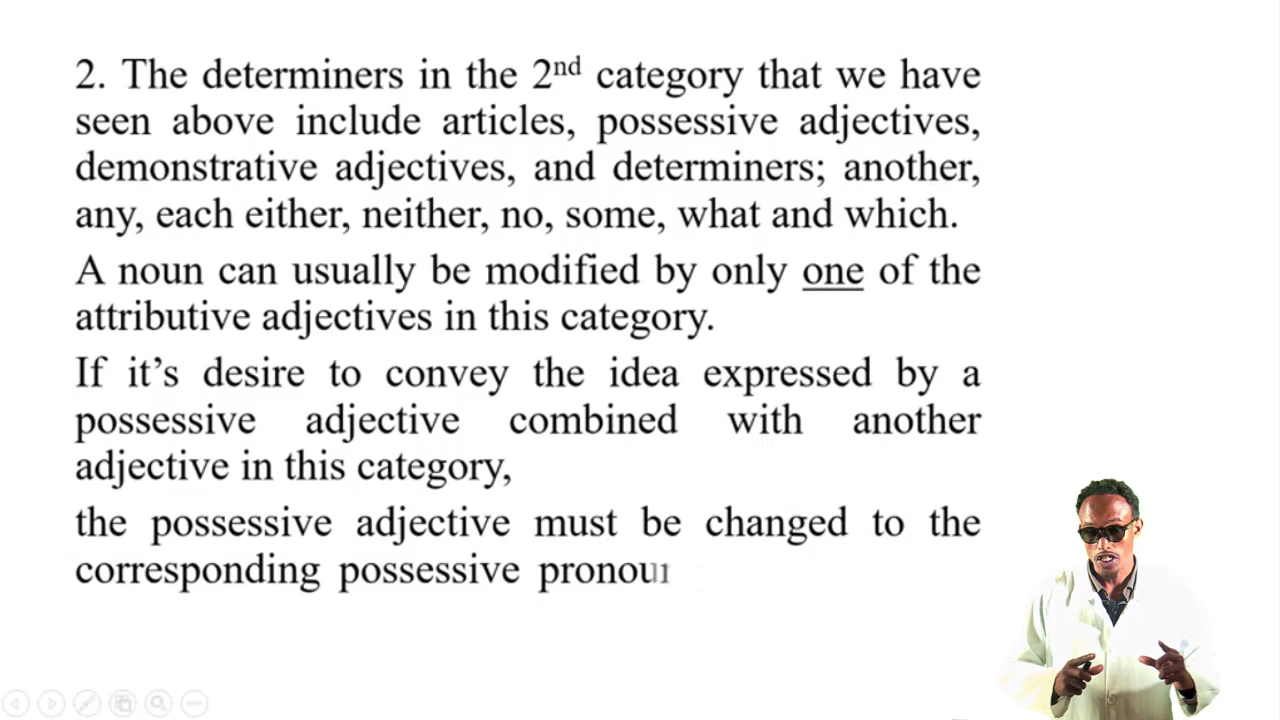 2. The determiners in the 2nd category that we have
seen above include articles, possessive adjectives,
demonstrative adjectives, and determiners; another,
any, each either, neither, no, some, what and which.
A noun can usually be modified by only one of the
attributive adjectives in this category.
If it’s desire to convey the idea expressed by a
possessive adjective combined with another
adjective in this category,
the possessive adjective must be changed to the
corresponding possessive